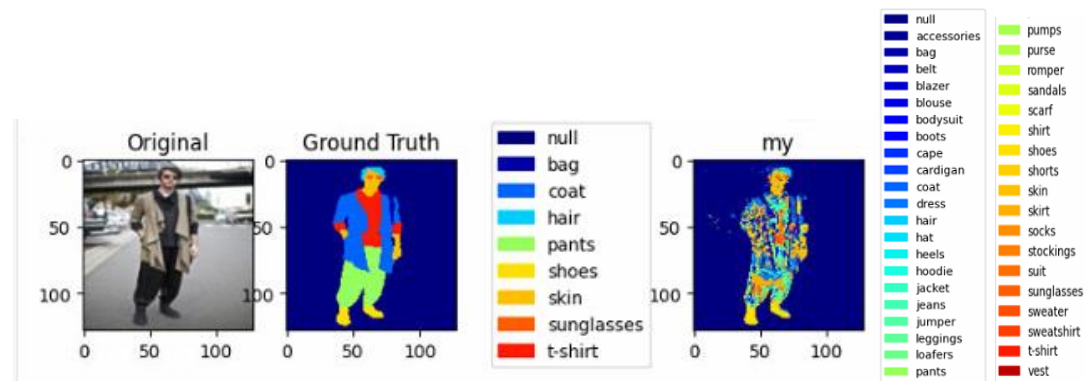 Original
0
50
100
0
50
100
Ground Truth
0
50
100
0
50
100
null
bag
coat
hair
pants
shoes
skin
sunglasses
t-shirt
my
0
50
100
0
50
100
null
accessories
bag
belt
blazer
blouse
bodysuit
boots
cape
cardigan
coat
dress
hair
hat
heels
hoodie
jacket
jeans
jumper
leggings
loafers
pants
pumps
purse
romper
sandals
scarf
shirt
shoes
shorts
skin
skirt
socks
stockings
suit
sunglasses
sweater
sweatshirt
t-shirt
vest